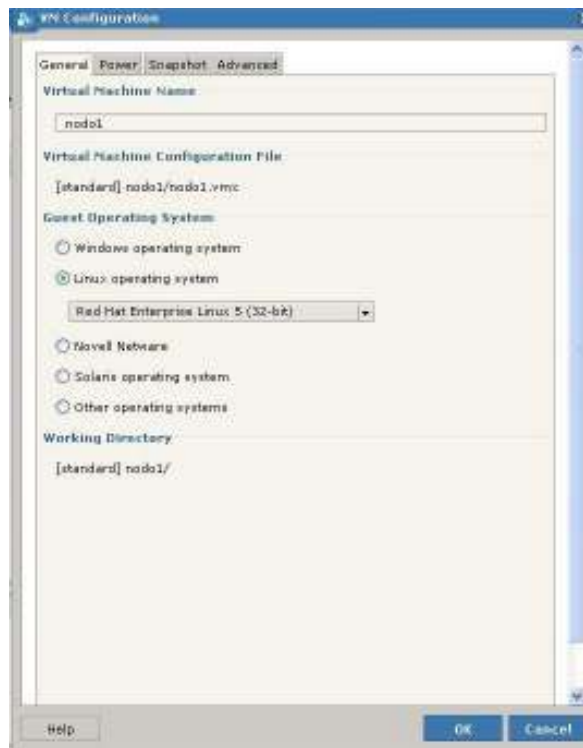 VM Configuration
General Power Snapshot Advanced
Virtual Machine Name
nodo1
Virtual Machine Configuration File
[standard] nodo1/nodo1.vmx
Guest Operating System
Windows operating system
Linux operating system
Red Hat Enterprise Linux 5 (32-bit)
Novell Netware
Solaris operating system
Other operating systems
Working Directory
[standard] nodo1/
Help OK Cancel